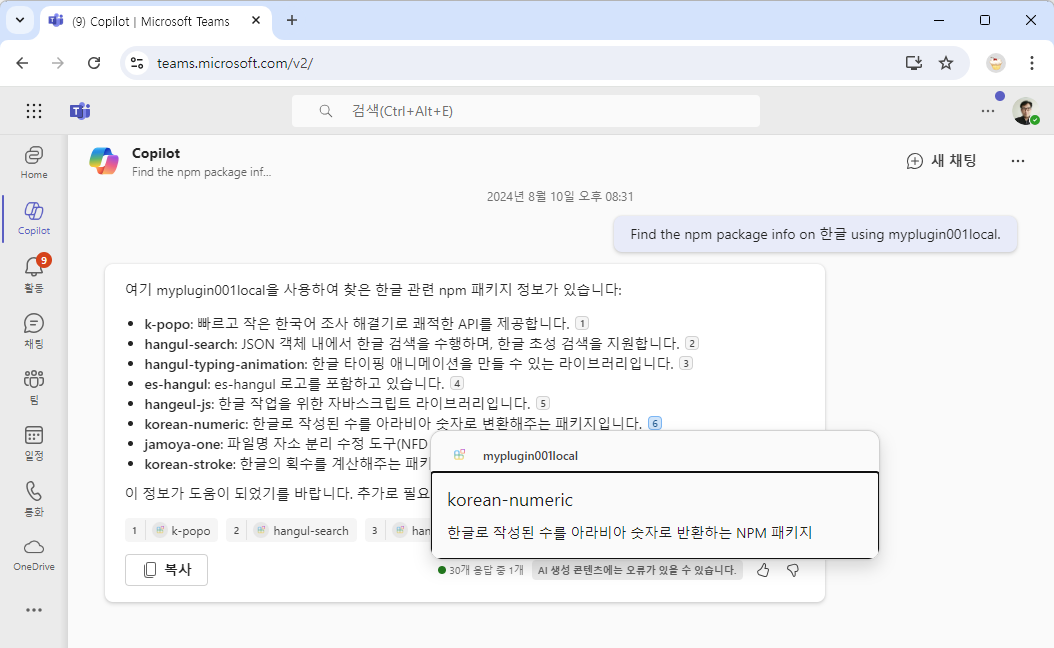 (9) Copilot | Microsoft Teams
teams.microsoft.com/v2/
검색(Ctrl+Alt+E)
Home
Copilot
9
활동
채팅
팀
일정
통화
OneDrive
Copilot
Find the npm package inf...
새 채팅
2024년 8월 10일 오후 08:31
Find the npm package info on 한글 using myplugin001local.
여기 myplugin001local을 사용하여 찾은 한글 관련 npm 패키지 정보가 있습니다:
k-popo: 빠르고 작은 한국어 조사 해결기로 쾌적한 API를 제공합니다. 1
hangul-search: JSON 객체 내에서 한글 검색을 수행하며, 한글 초성 검색을 지원합니다. 2
hangul-typing-animation: 한글 타이핑 애니메이션을 만들 수 있는 라이브러리입니다. 3
es-hangul: es-hangul 로고를 포함하고 있습니다. 4
hangeul-js: 한글 작업을 위한 자바스크립트 라이브러리입니다. 5
korean-numeric: 한글로 작성된 수를 아라비아 숫자로 변환해주는 패키지입니다. 6
jamoya-one: 파일명 자소 분리 수정 도구(NFD
korean-stroke: 한글의 획수를 계산해주는 패키
이 정보가 도움이 되었기를 바랍니다. 추가로 필요
myplugin001local
korean-numeric
한글로 작성된 수를 아라비아 숫자로 반환하는 NPM 패키지
1 k-popo 2 hangul-search 3 han
복사
30개 응답 중 1개 AI 생성 콘텐츠에는 오류가 있을 수 있습니다.